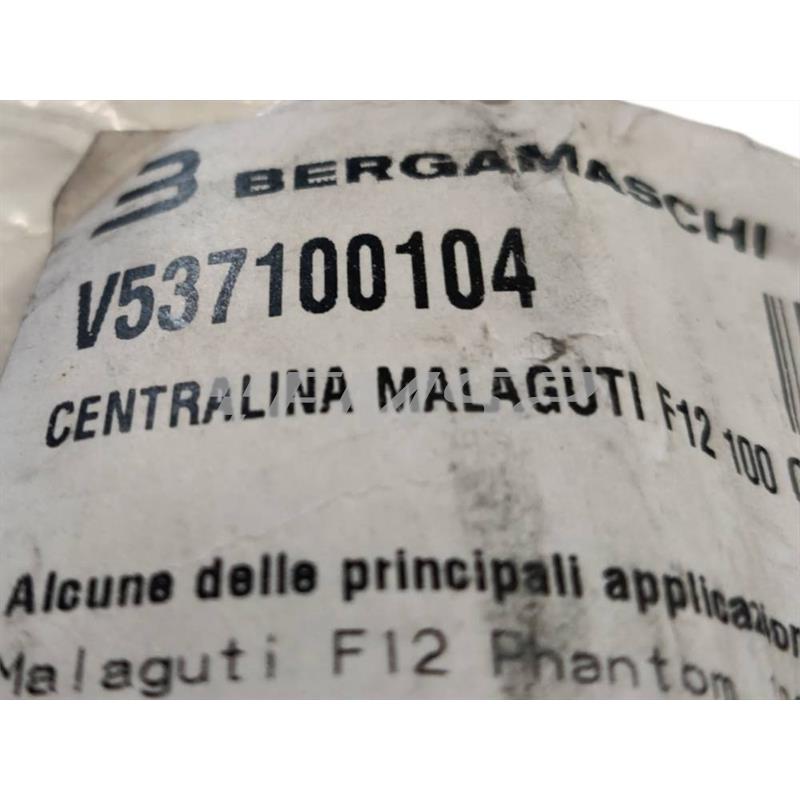 BERGAMASCHI
V537100104
CENTRALINA MALAGUTI F12 100
Alcune delle principali
Malaguti F12 Phantom